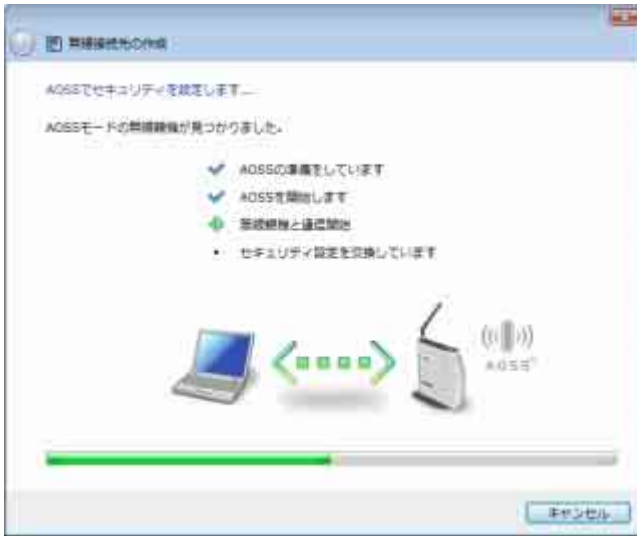 無線接続先の作成
AOSSでセキュリティを設定します...
AOSSモードの無線親機が見つかりました。
AOSSの準備をしています
AOSSを開始します
無線親機と通信開始
セキュリティ設定を交換しています
AOSS
キャンセル